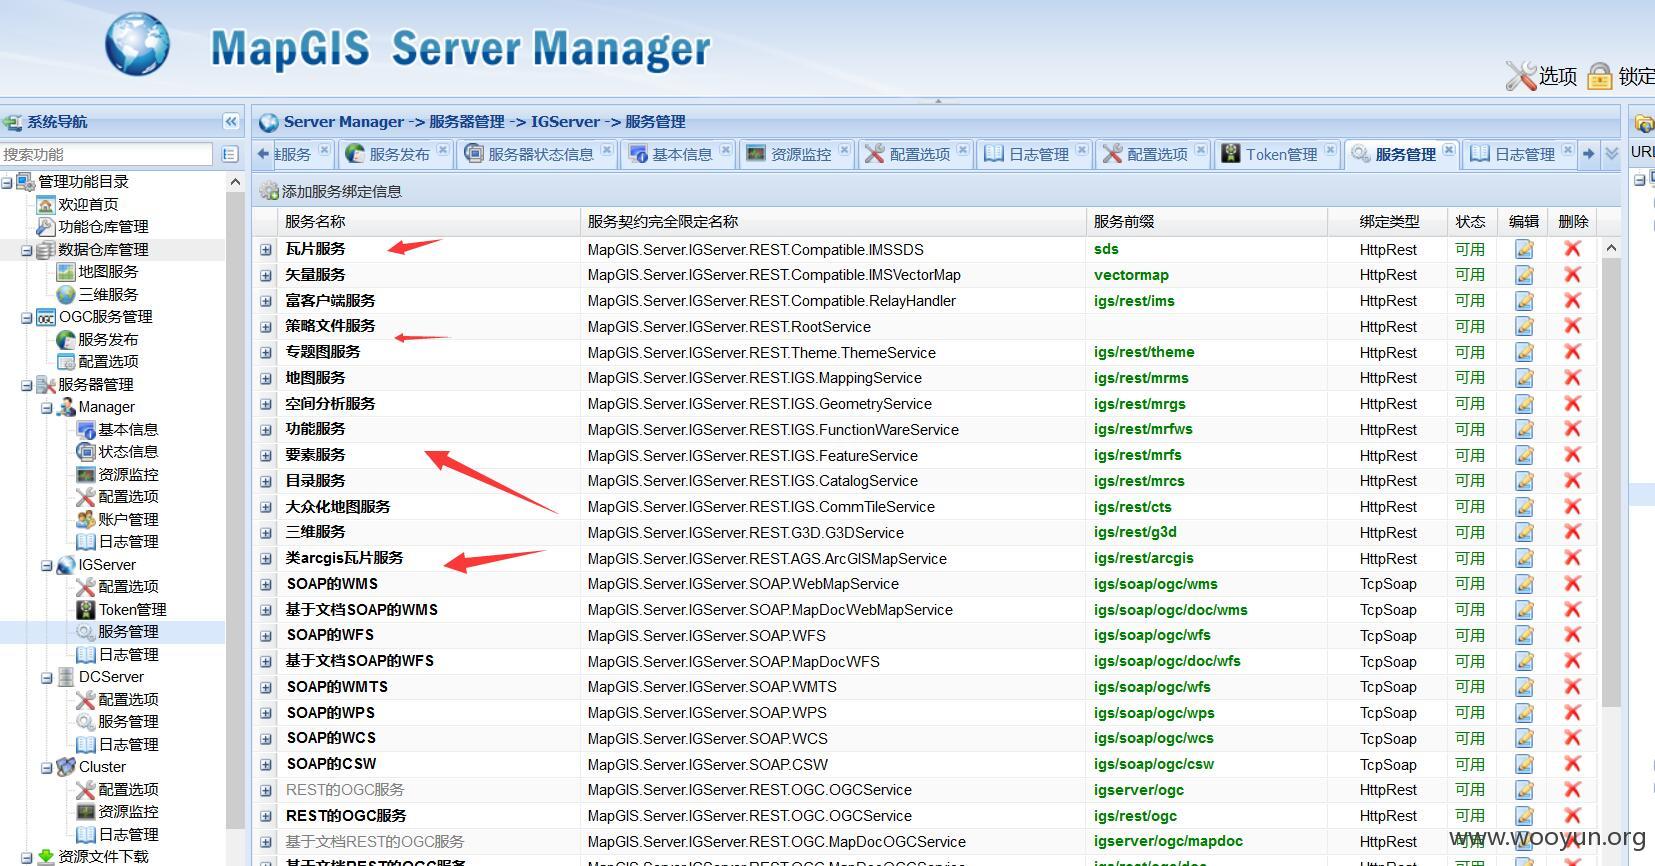 MapGIS Server Manager
选项 锁定
系统导航
Server Manager -> 服务器管理 -> IGServer -> 服务管理
搜索功能
服务 服务发布 服务器状态信息 基本信息 资源监控 配置选项 日志管理 配置选项 Token管理 服务管理 日志管理
URL
添加服务绑定信息
管理功能目录
欢迎首页
功能仓库管理
数据仓库管理
地图服务
三维服务
OGC服务管理
服务发布
配置选项
服务器管理
Manager
基本信息
状态信息
资源监控
配置选项
账户管理
日志管理
IGServer
配置选项
Token管理
服务管理
日志管理
DCServer
配置选项
服务管理
日志管理
Cluster
配置选项
资源监控
日志管理
资源文件下载
服务名称 服务契约完全限定名称 服务前缀 绑定类型 状态 编辑 删除
瓦片服务 MapGIS.Server.IGServer.REST.Compatible.IMSSDS sds HttpRest 可用
矢量服务 MapGIS.Server.IGServer.REST.Compatible.IMSVectorMap vectormap HttpRest 可用
富客户端服务 MapGIS.Server.IGServer.REST.Compatible.RelayHandler igs/rest/ims HttpRest 可用
策略文件服务 MapGIS.Server.IGServer.REST.RootService HttpRest 可用
专题图服务 MapGIS.Server.IGServer.REST.Theme.ThemeService igs/rest/theme HttpRest 可用
地图服务 MapGIS.Server.IGServer.REST.IGS.MappingService igs/rest/mrms HttpRest 可用
空间分析服务 MapGIS.Server.IGServer.REST.IGS.GeometryService igs/rest/mrgs HttpRest 可用
功能服务 MapGIS.Server.IGServer.REST.IGS.FunctionWareService igs/rest/mrfws HttpRest 可用
要素服务 MapGIS.Server.IGServer.REST.IGS.FeatureService igs/rest/mrfs HttpRest 可用
目录服务 MapGIS.Server.IGServer.REST.IGS.CatalogService igs/rest/mrcs HttpRest 可用
大众化地图服务 MapGIS.Server.IGServer.REST.IGS.CommTileService igs/rest/cts HttpRest 可用
三维服务 MapGIS.Server.IGServer.REST.G3D.G3DService igs/rest/g3d HttpRest 可用
类arcgis瓦片服务 MapGIS.Server.IGServer.REST.AGS.ArcGISMapService igs/rest/arcgis HttpRest 可用
SOAP的WMS MapGIS.Server.IGServer.SOAP.WebMapService igs/soap/ogc/wms TcpSoap 可用
基于文档SOAP的WMS MapGIS.Server.IGServer.SOAP.MapDocWebMapService igs/soap/ogc/doc/wms TcpSoap 可用
SOAP的WFS MapGIS.Server.IGServer.SOAP.WFS igs/soap/ogc/wfs TcpSoap 可用
基于文档SOAP的WFS MapGIS.Server.IGServer.SOAP.MapDocWFS igs/soap/ogc/doc/wfs TcpSoap 可用
SOAP的WMTS MapGIS.Server.IGServer.SOAP.WMTS igs/soap/ogc/wfs TcpSoap 可用
SOAP的WPS MapGIS.Server.IGServer.SOAP.WPS igs/soap/ogc/wps TcpSoap 可用
SOAP的WCS MapGIS.Server.IGServer.SOAP.WCS igs/soap/ogc/wcs TcpSoap 可用
SOAP的CSW MapGIS.Server.IGServer.SOAP.CSW igs/soap/ogc/csw TcpSoap 可用
REST的OGC服务 MapGIS.Server.IGServer.REST.OGC.OGCService igserver/ogc HttpRest 可用
REST的OGC服务 MapGIS.Server.IGServer.REST.OGC.OGCService igs/rest/ogc HttpRest 可用
基于文档REST的OGC服务 MapGIS.Server.IGServer.REST.OGC.MapDocOGCService igserver/ogc/mapdoc HttpRest 可用
基于文档REST的OGC服务 MapGIS.Server.IGServer.REST.OGC.MapDocOGCService igs/rest/ogc/doc HttpRest 可用
www.wooyun.org